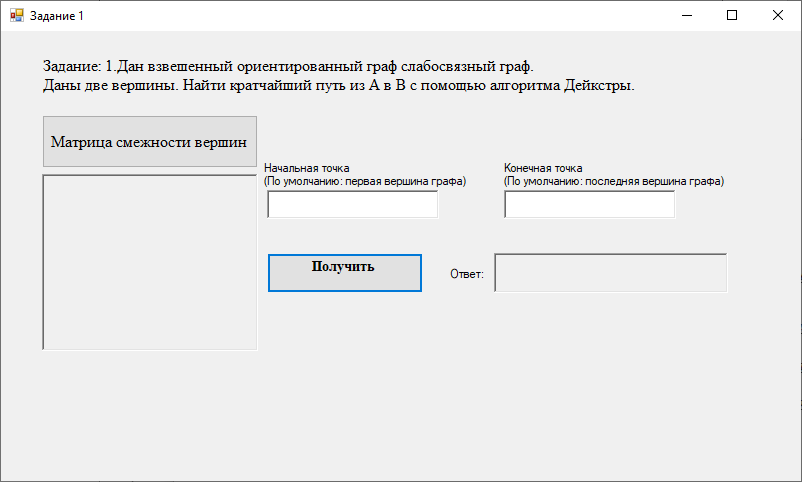 Задание 1
Задание: 1.Дан взвешенный ориентированный граф слабосвязный граф.
Даны две вершины. Найти кратчайший путь из A в B с помощью алгоритма Дейкстры.
Матрица смежности вершин
Начальная точка
(По умолчанию: первая вершина графа)
Конечная точка
(По умолчанию: последняя вершина графа)
Получить
Ответ: